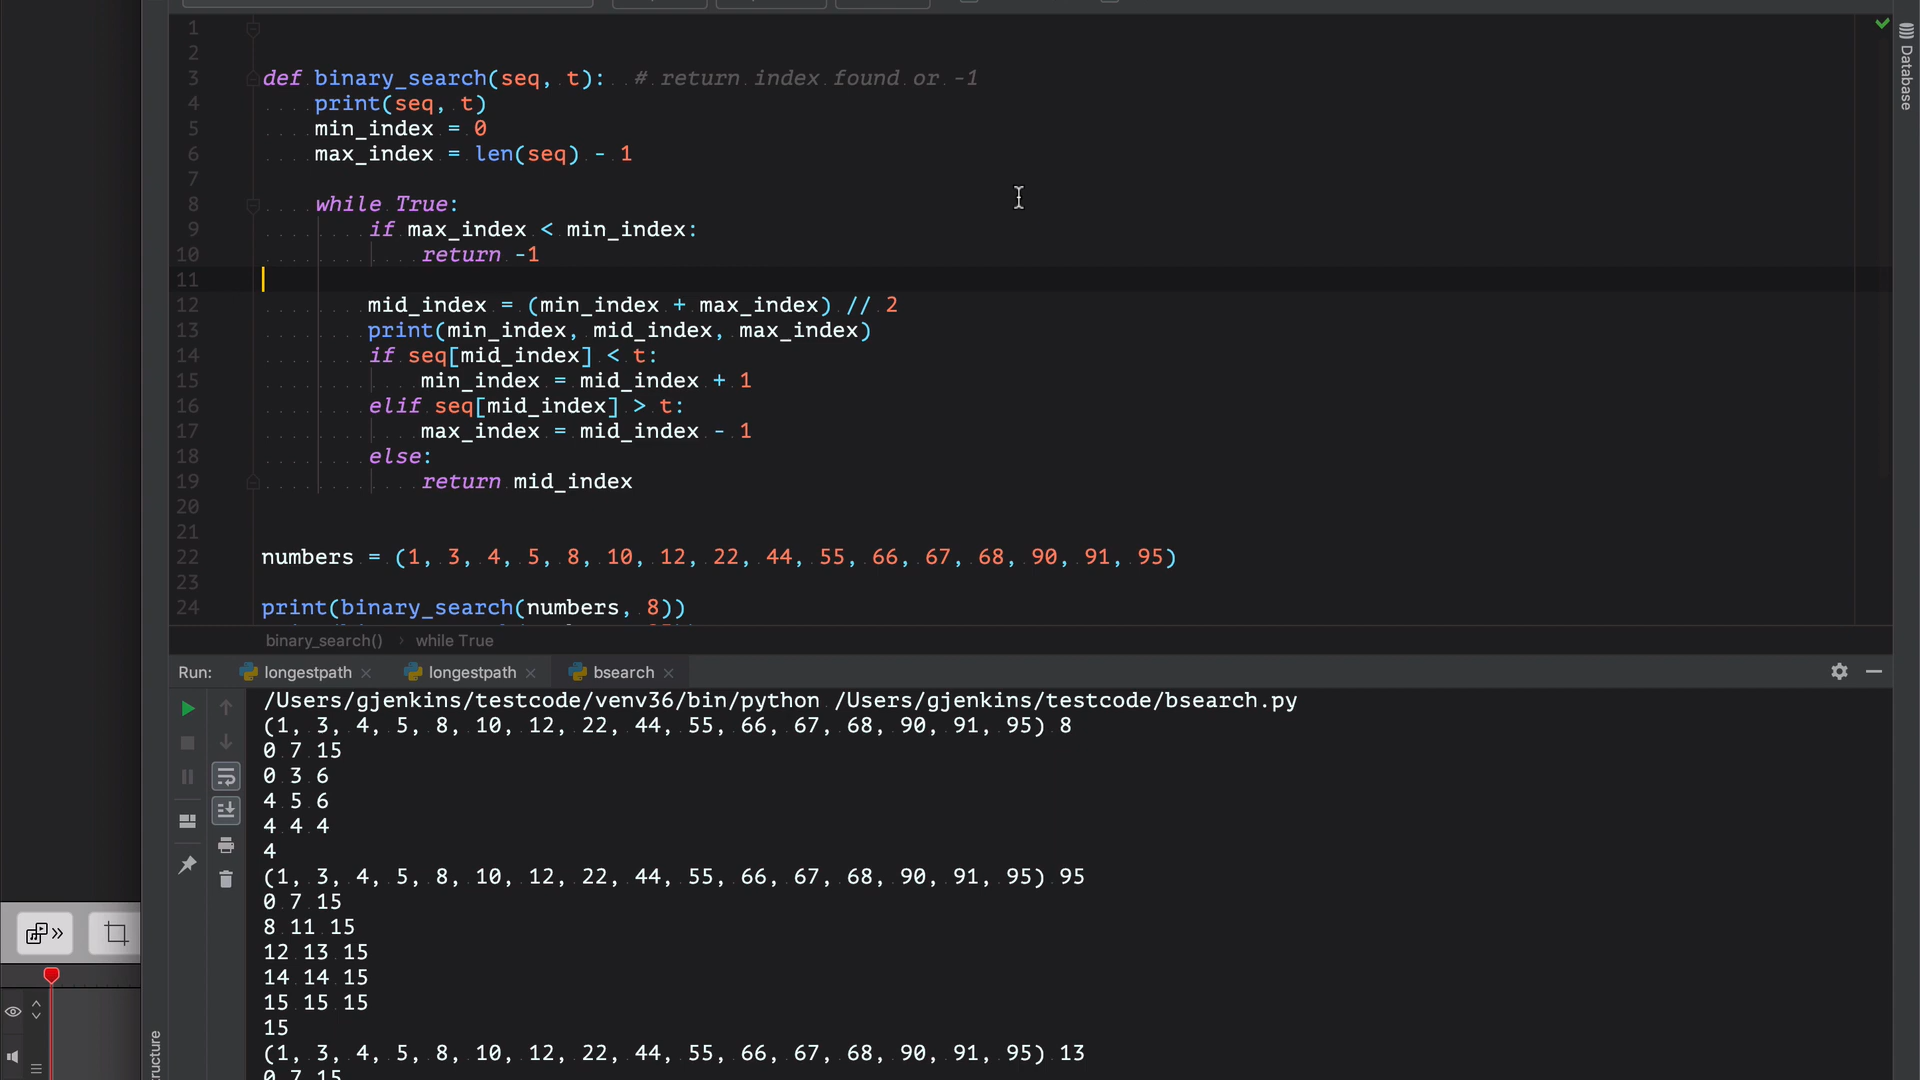 1
2
3 def binary_search(seq, t):  # return index found or -1
4     print(seq, t)
5     min_index = 0
6     max_index = len(seq) - 1
7
8     while True:
9         if max_index < min_index:
10             return -1
11
12         mid_index = (min_index + max_index) // 2
13         print(min_index, mid_index, max_index)
14         if seq[mid_index] < t:
15             min_index = mid_index + 1
16         elif seq[mid_index] > t:
17             max_index = mid_index - 1
18         else:
19             return mid_index
20
21
22 numbers = (1, 3, 4, 5, 8, 10, 12, 22, 44, 55, 66, 67, 68, 90, 91, 95)
23
24 print(binary_search(numbers, 8))
Database
binary_search() › while True
Run: longestpath × longestpath × bsearch ×
/Users/gjenkins/testcode/venv36/bin/python /Users/gjenkins/testcode/bsearch.py
(1, 3, 4, 5, 8, 10, 12, 22, 44, 55, 66, 67, 68, 90, 91, 95) 8
0 7 15
0 3 6
4 5 6
4 4 4
4
(1, 3, 4, 5, 8, 10, 12, 22, 44, 55, 66, 67, 68, 90, 91, 95) 95
0 7 15
8 11 15
12 13 15
14 14 15
15 15 15
15
(1, 3, 4, 5, 8, 10, 12, 22, 44, 55, 66, 67, 68, 90, 91, 95) 13
0 7 15
ructure